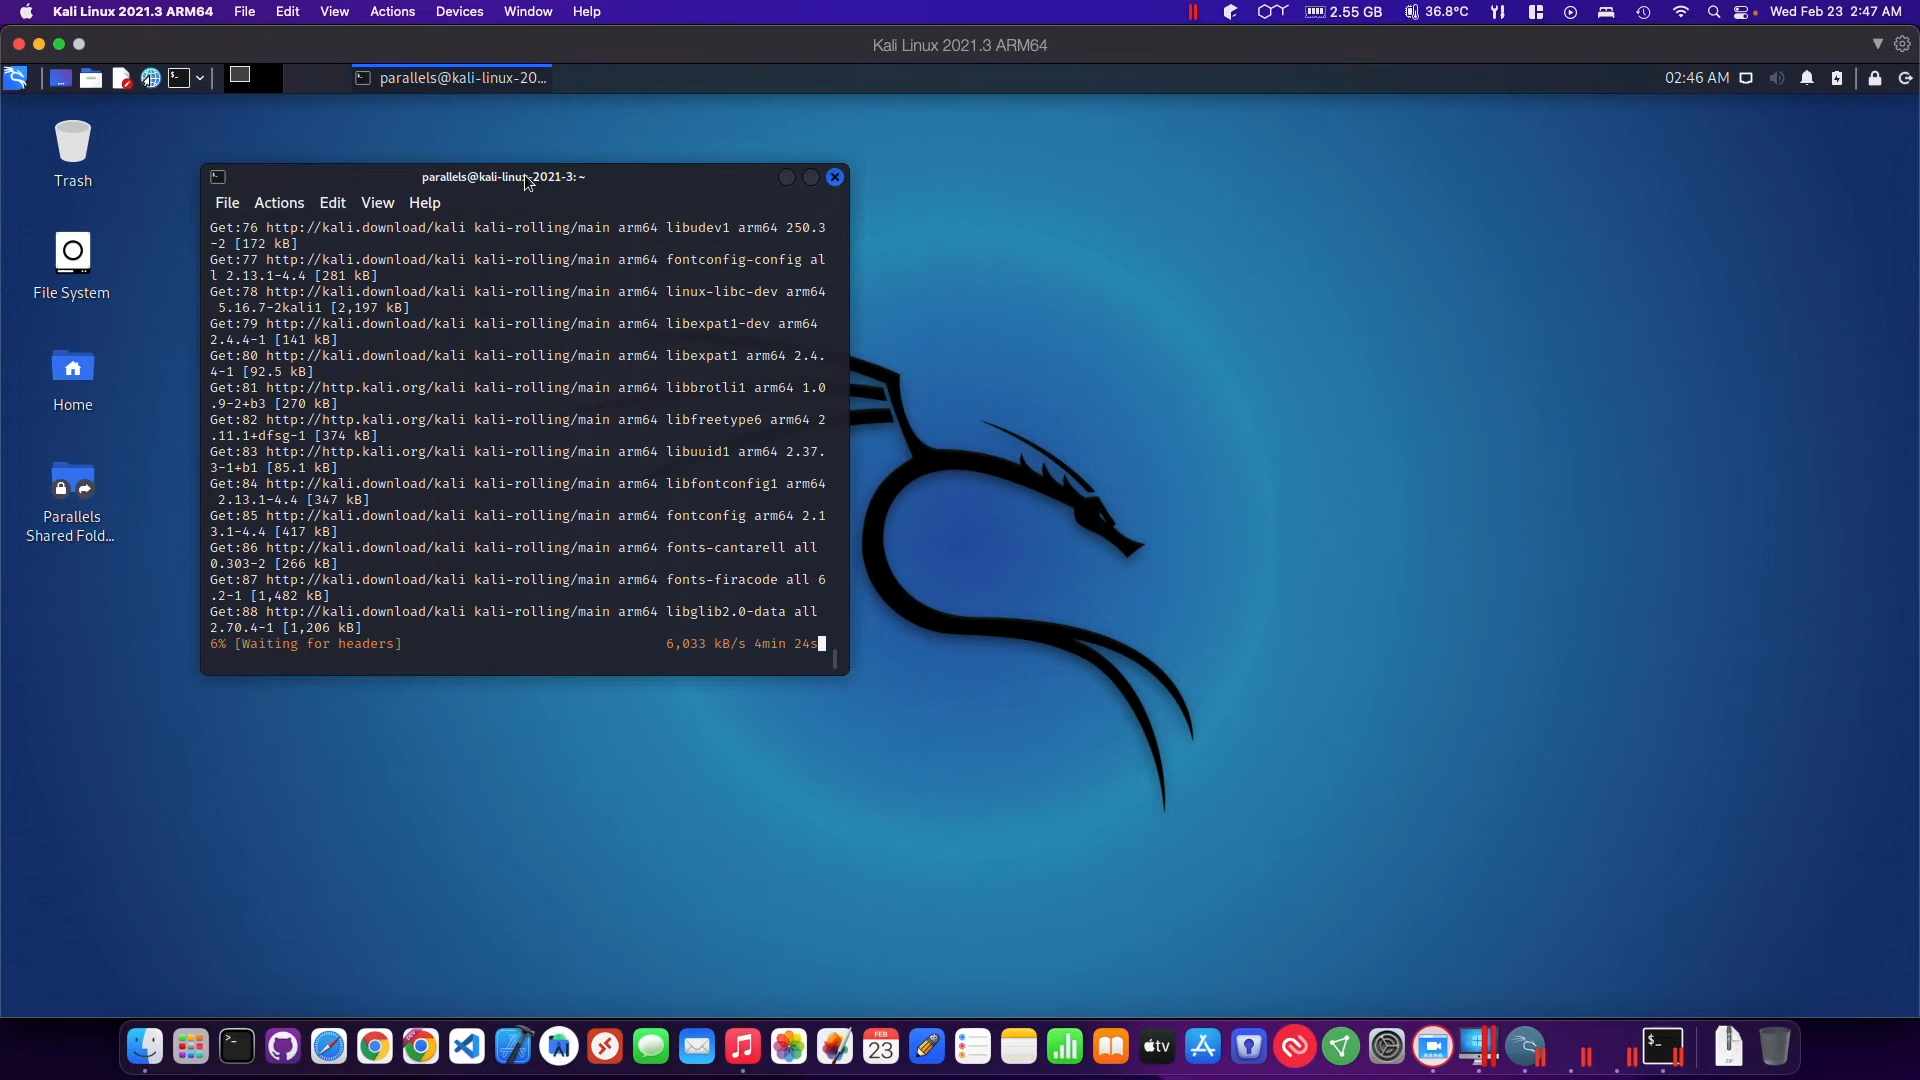 Kali Linux 2021.3 ARM64 File Edit View Actions Devices Window Help 2.55 GB 36.8°C Wed Feb 23 2:47 AM
Kali Linux 2021.3 ARM64
parallels@kali-linux-20... 02:46 AM
Trash
File System
Home
Parallels
Shared Fold...
parallels@kali-linux-2021-3: ~
File Actions Edit View Help
Get:76 http://kali.download/kali kali-rolling/main arm64 libudev1 arm64 250.3
-2 [172 kB]
Get:77 http://kali.download/kali kali-rolling/main arm64 fontconfig-config al
l 2.13.1-4.4 [281 kB]
Get:78 http://kali.download/kali kali-rolling/main arm64 linux-libc-dev arm64
5.16.7-2kali1 [2,197 kB]
Get:79 http://kali.download/kali kali-rolling/main arm64 libexpat1-dev arm64
2.4.4-1 [141 kB]
Get:80 http://kali.download/kali kali-rolling/main arm64 libexpat1 arm64 2.4.
4-1 [92.5 kB]
Get:81 http://http.kali.org/kali kali-rolling/main arm64 libbrotli1 arm64 1.0
.9-2+b3 [270 kB]
Get:82 http://http.kali.org/kali kali-rolling/main arm64 libfreetype6 arm64 2
.11.1+dfsg-1 [374 kB]
Get:83 http://http.kali.org/kali kali-rolling/main arm64 libuuid1 arm64 2.37.
3-1+b1 [85.1 kB]
Get:84 http://kali.download/kali kali-rolling/main arm64 libfontconfig1 arm64
2.13.1-4.4 [347 kB]
Get:85 http://kali.download/kali kali-rolling/main arm64 fontconfig arm64 2.1
3.1-4.4 [417 kB]
Get:86 http://kali.download/kali kali-rolling/main arm64 fonts-cantarell all
0.303-2 [266 kB]
Get:87 http://kali.download/kali kali-rolling/main arm64 fonts-firacode all 6
.2-1 [1,482 kB]
Get:88 http://kali.download/kali kali-rolling/main arm64 libglib2.0-data all
2.70.4-1 [1,206 kB]
6% [Waiting for headers] 6,033 kB/s 4min 24s
FEB
23
tv
ZIP